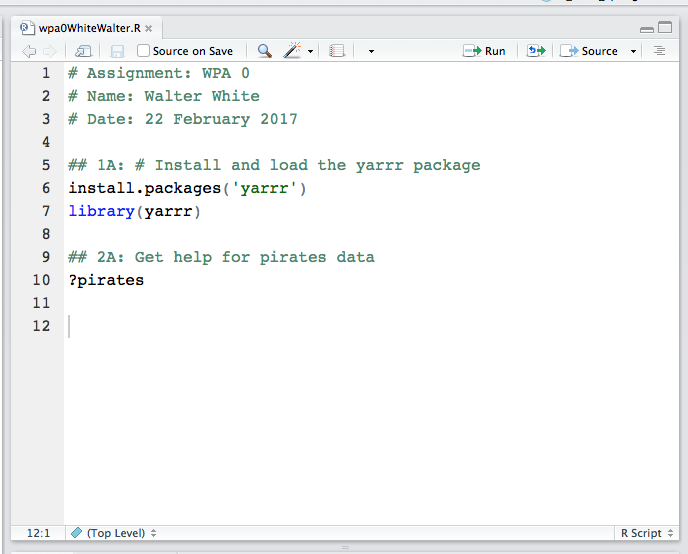 wpa0WhiteWalter.R
Source on Save Run Source
1 # Assignment: WPA 0
2 # Name: Walter White
3 # Date: 22 February 2017
4
5 ## 1A: # Install and load the yarrr package
6 install.packages('yarrr')
7 library(yarrr)
8
9 ## 2A: Get help for pirates data
10 ?pirates
11
12
12:1 (Top Level) R Script